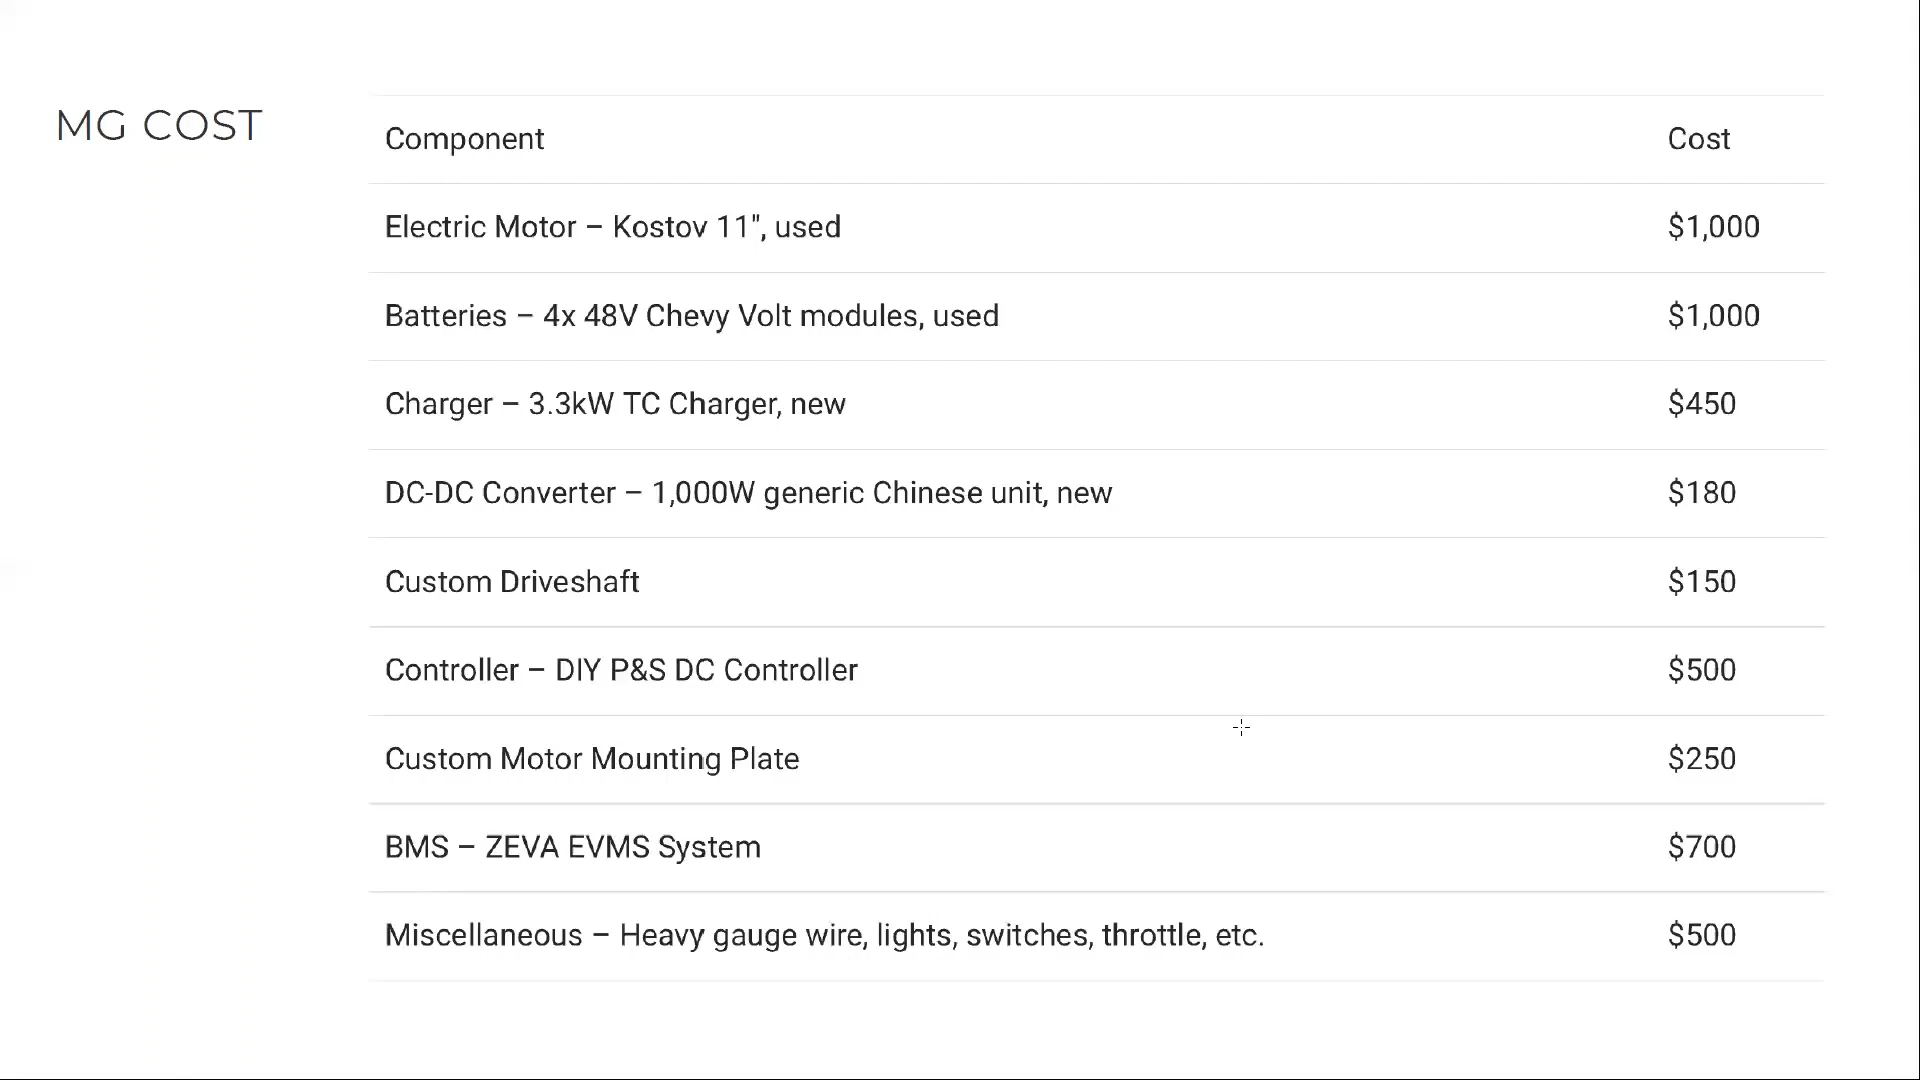 MG COST
Component Cost
Electric Motor – Kostov 11", used $1,000
Batteries – 4x 48V Chevy Volt modules, used $1,000
Charger – 3.3kW TC Charger, new $450
DC-DC Converter – 1,000W generic Chinese unit, new $180
Custom Driveshaft $150
Controller – DIY P&S DC Controller $500
Custom Motor Mounting Plate $250
BMS – ZEVA EVMS System $700
Miscellaneous – Heavy gauge wire, lights, switches, throttle, etc. $500